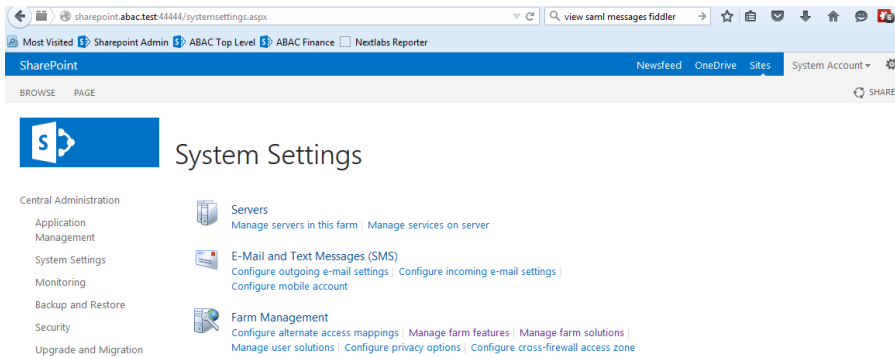 sharepoint.abac.test:44444/systemsettings.aspx view saml messages fiddler
Most Visited Sharepoint Admin ABAC Top Level ABAC Finance Nextlabs Reporter
SharePoint Newsfeed OneDrive Sites System Account
BROWSE PAGE SHARE
S
System Settings
Central Administration
Application
Management
System Settings
Monitoring
Backup and Restore
Security
Upgrade and Migration
Servers
Manage servers in this farm | Manage services on server
E-Mail and Text Messages (SMS)
Configure outgoing e-mail settings | Configure incoming e-mail settings |
Configure mobile account
Farm Management
Configure alternate access mappings | Manage farm features | Manage farm solutions |
Manage user solutions | Configure privacy options | Configure cross-firewall access zone